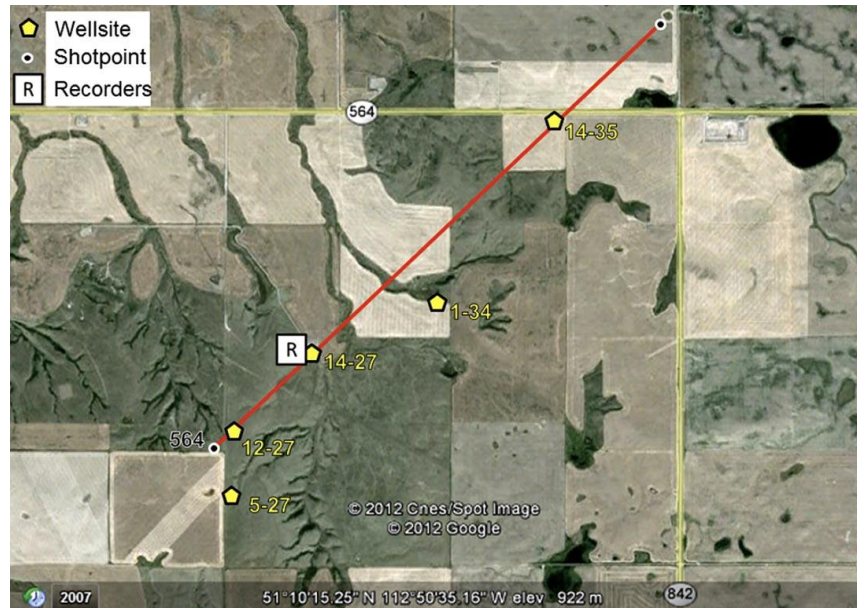 Wellsite
Shotpoint
R Recorders
564
14-35
1-34
R
14-27
564
12-27
5-27
© 2012 Cnes/Spot Image
© 2012 Google
2007
51°10'15.25" N 112°50'35.16" W elev 922 m
842